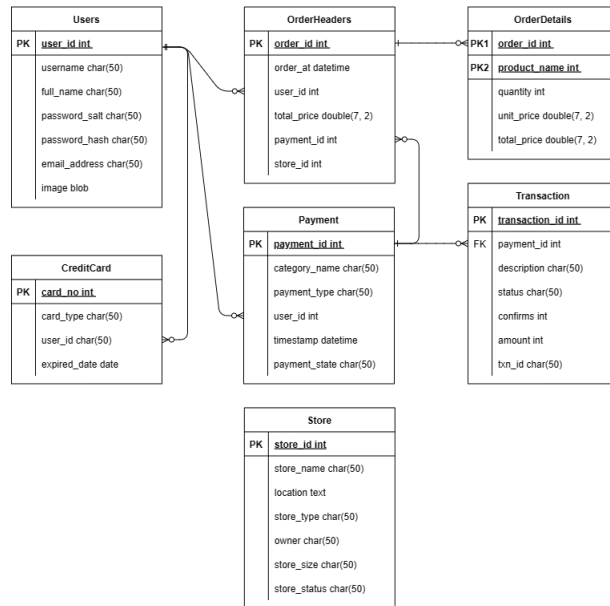 Users
PK user_id int
username char(50)
full_name char(50)
password_salt char(50)
password_hash char(50)
email_address char(50)
image blob
OrderHeaders
PK order_id int
order_at datetime
user_id int
total_price double(7, 2)
payment_id int
store_id int
OrderDetails
PK1 order_id int
PK2 product_name int
quantity int
unit_price double(7, 2)
total_price double(7, 2)
CreditCard
PK card_no int
card_type char(50)
user_id char(50)
expired_date date
Payment
PK payment_id int
category_name char(50)
payment_type char(50)
user_id int
timestamp datetime
payment_state char(50)
Transaction
PK transaction_id int
FK payment_id int
description char(50)
status char(50)
confirms int
amount int
txn_id char(50)
Store
PK store_id int
store_name char(50)
location text
store_type char(50)
owner char(50)
store_size char(50)
store_status char(50)